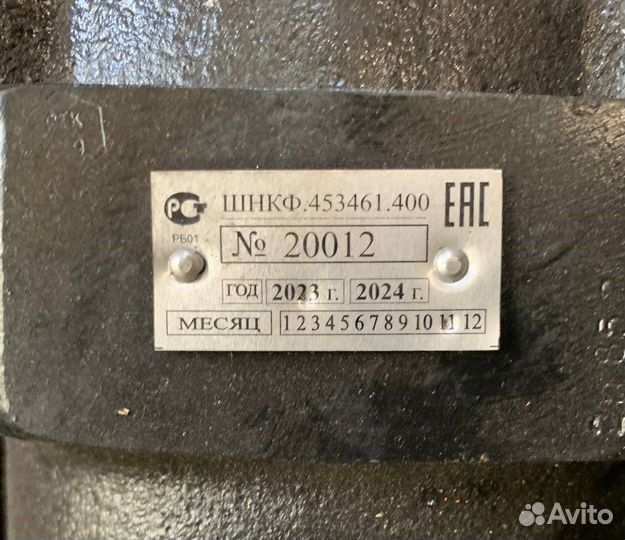 ШНКФ.453461.400
ЕАС
РСТ
РБ01
№ 20012
ГОД 2023 г. 2024 г.
МЕСЯЦ 1 2 3 4 5 6 7 8 9 10 11 12
Avito